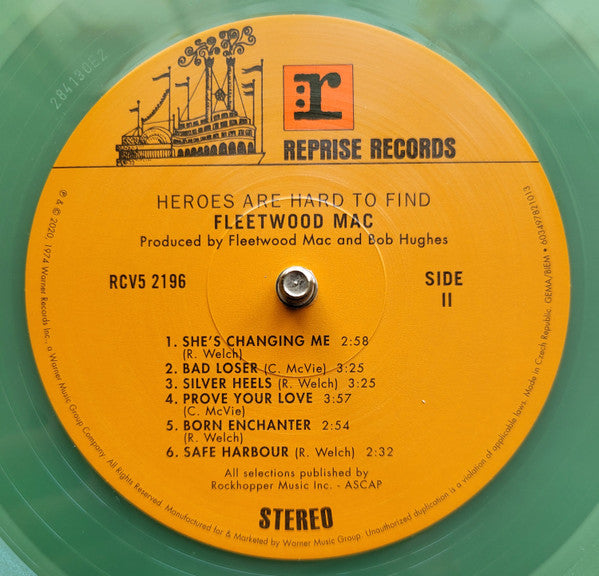 284130E2
r
REPRISE RECORDS
HEROES ARE HARD TO FIND
FLEETWOOD MAC
Produced by Fleetwood Mac and Bob Hughes
RCV5 2196
SIDE
II
1. SHE'S CHANGING ME 2:58
(R. Welch)
2. BAD LOSER (C. McVie) 3:25
3. SILVER HEELS (R. Welch) 3:25
4. PROVE YOUR LOVE 3:57
(C. McVie)
5. BORN ENCHANTER 2:54
(R. Welch)
6. SAFE HARBOUR (R. Welch) 2:32
All selections published by
Rockhopper Music Inc. - ASCAP
STEREO
℗ & © 2020, 1974 Warner Records Inc., a Warner Music Group Company. All Rights Reserved. Manufactured for & Marketed by Warner Music Group. Unauthorized duplication is a violation of applicable laws. Made in Czech Republic. GEMA/BIEM • 603497821013